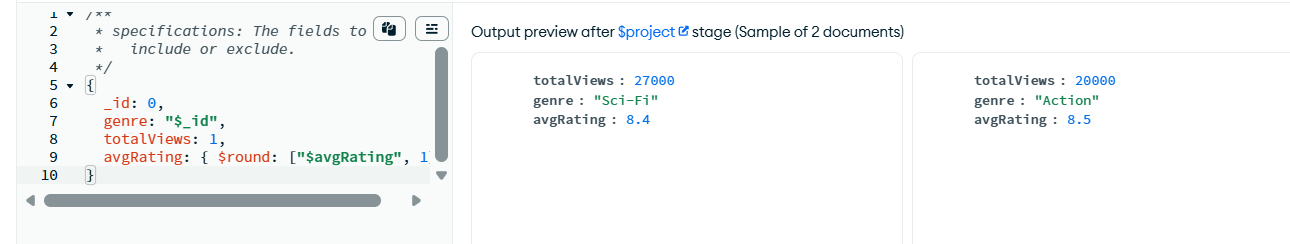 1 /**
2 * specifications: The fields to
3 *   include or exclude.
4 */
5 {
6 _id: 0,
7 genre: "$_id",
8 totalViews: 1,
9 avgRating: { $round: ["$avgRating", 1]
10 }
Output preview after $project stage (Sample of 2 documents)
totalViews : 27000
genre : "Sci-Fi"
avgRating : 8.4
totalViews : 20000
genre : "Action"
avgRating : 8.5